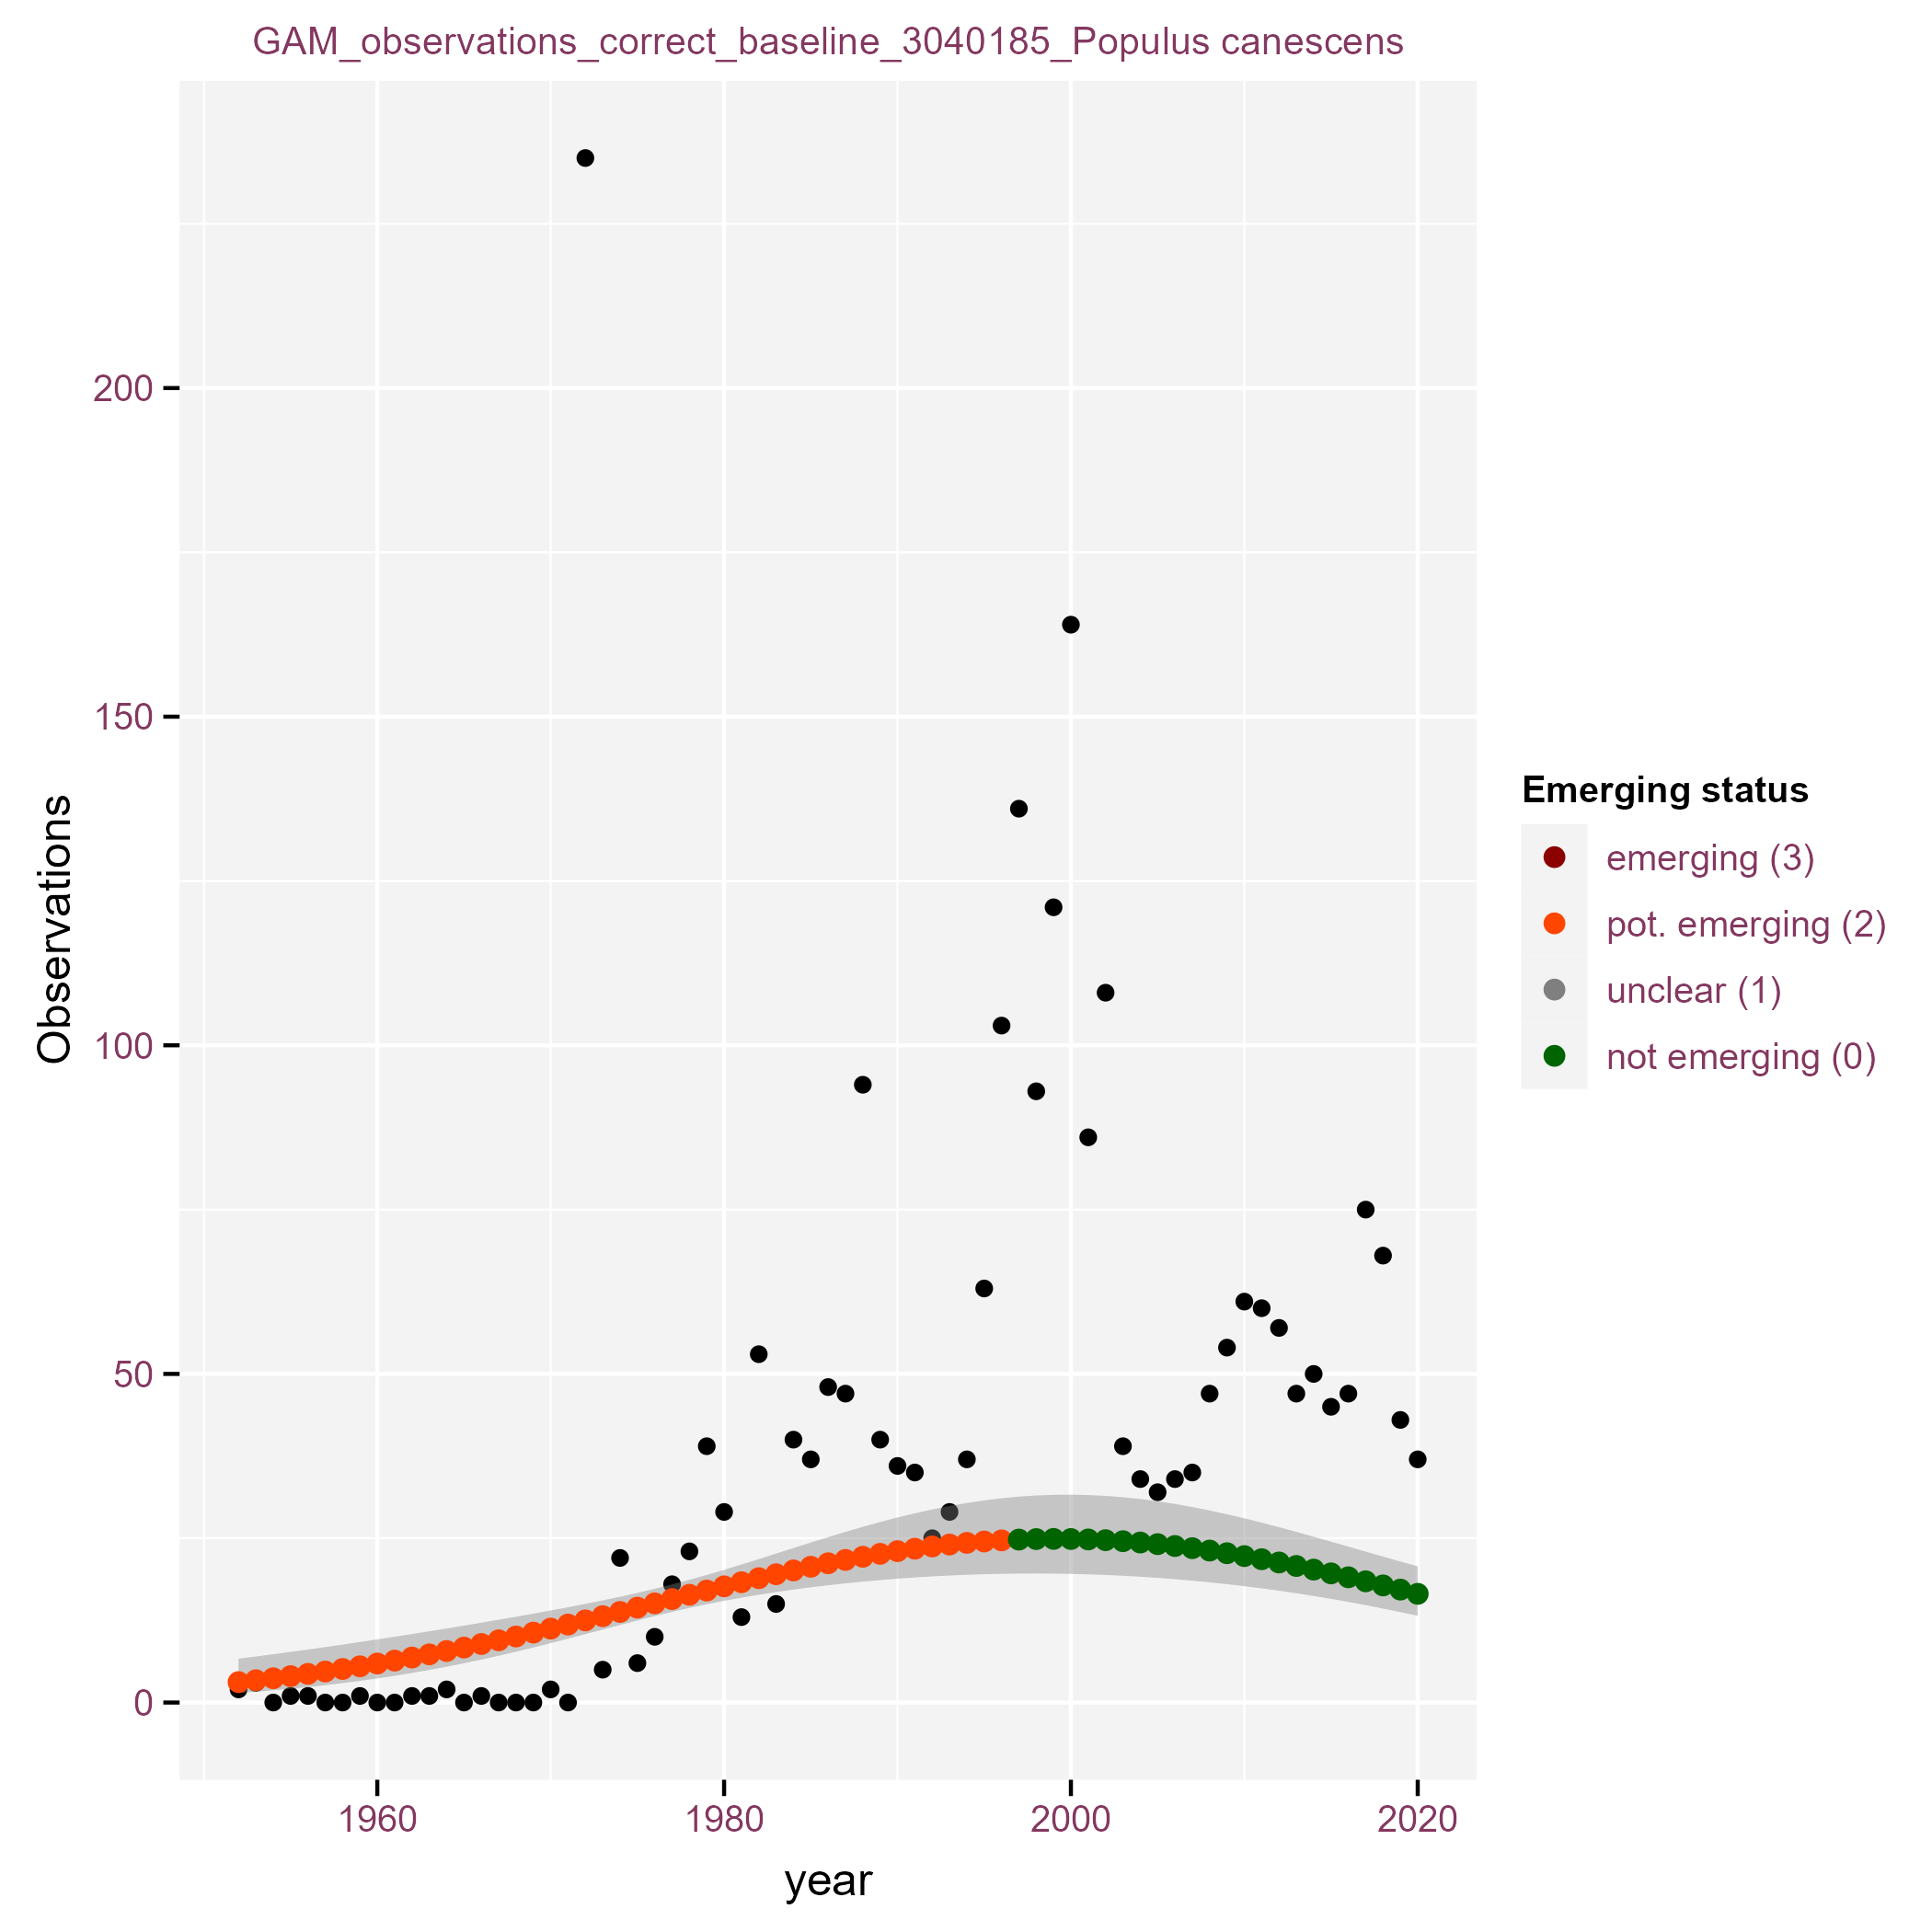 GAM_observations_correct_baseline_3040185_Populus canescens
Observations
200
150
100
50
0
1960 1980 2000 2020
year
Emerging status
emerging (3)
pot. emerging (2)
unclear (1)
not emerging (0)